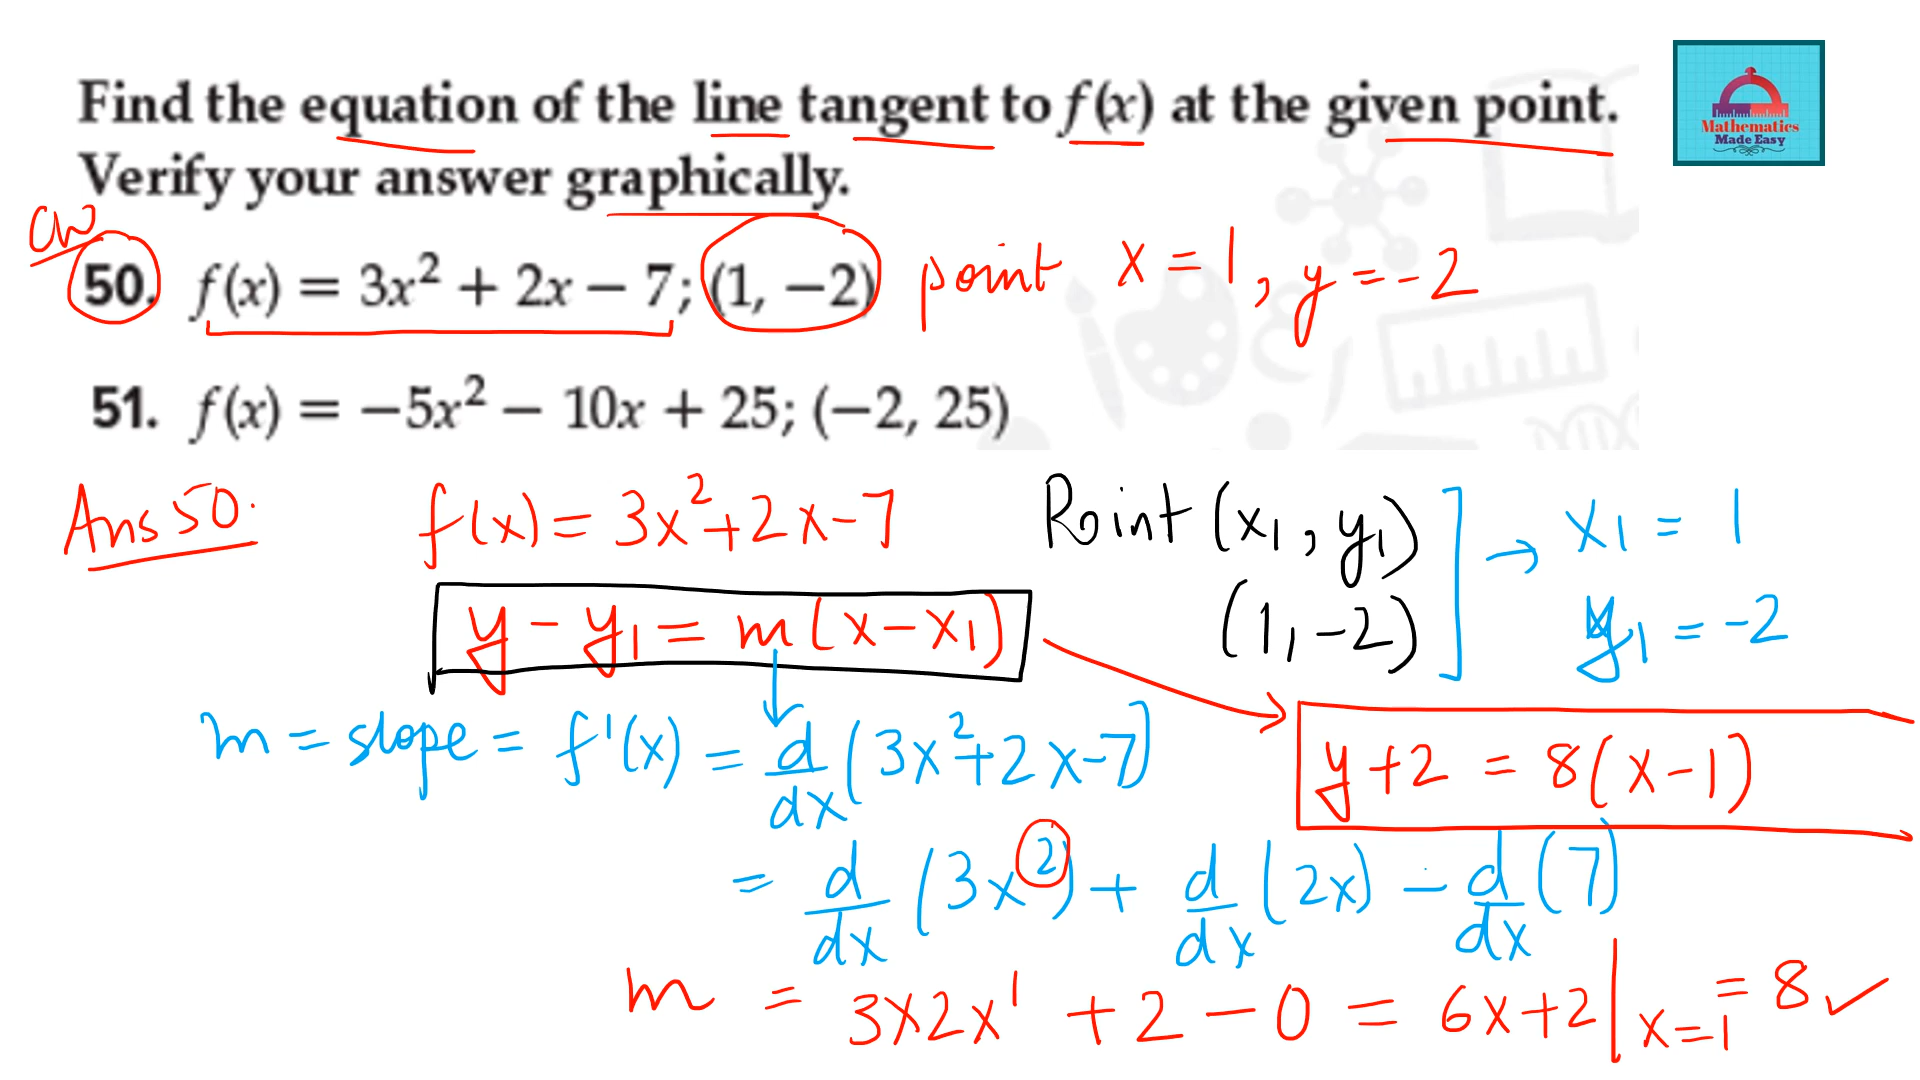 Find the equation of the line tangent to f(x) at the given point.
Mathematics
Made Easy
Verify your answer graphically.
CW
50. f(x) = 3x² + 2x − 7; (1, −2) point x = 1, y = -2
51. f(x) = −5x² − 10x + 25; (−2, 25)
Ans 50. f(x) = 3x²+2x-7 Point (x₁, y₁) → x₁ = 1
y - y₁ = m(x - x₁) (1, -2) y₁ = -2
m = slope = f'(x) = d/dx (3x²+2x-7) y+2 = 8(x-1)
= d/dx (3x²) + d/dx (2x) - d/dx (7)
m = 3x2x¹ + 2 - 0 = 6x+2 | x=1 = 8 ✓